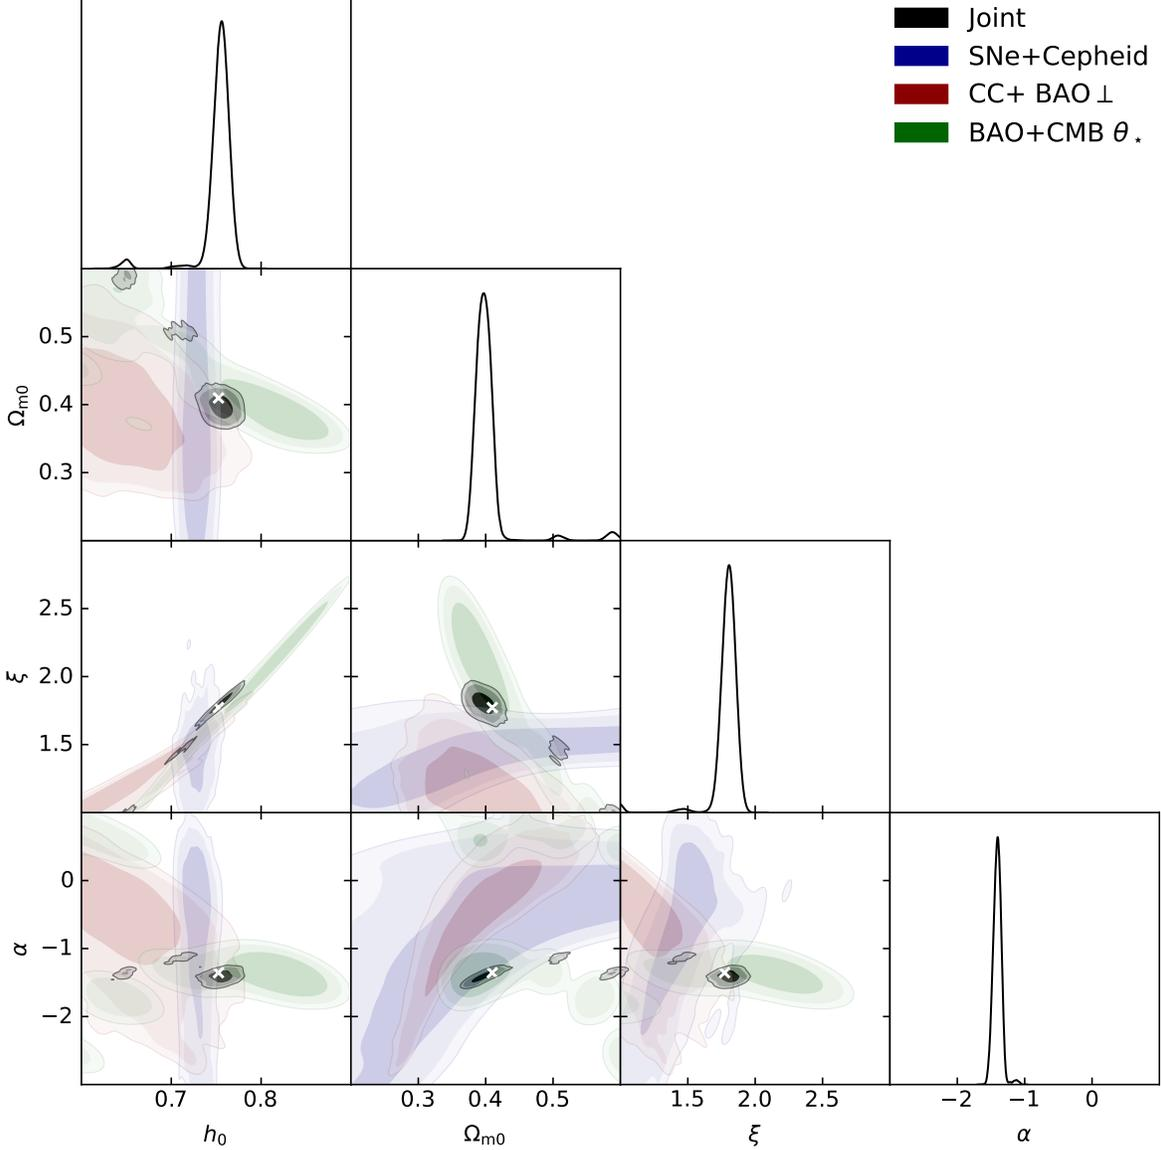 Joint
SNe+Cepheid
CC+ BAO⊥
BAO+CMB θ⋆
Ωm0
0.5
0.4
0.3
ξ
2.5
2.0
1.5
α
0
−1
−2
0.7 0.8 0.3 0.4 0.5 1.5 2.0 2.5 −2 −1 0
h0 Ωm0 ξ α